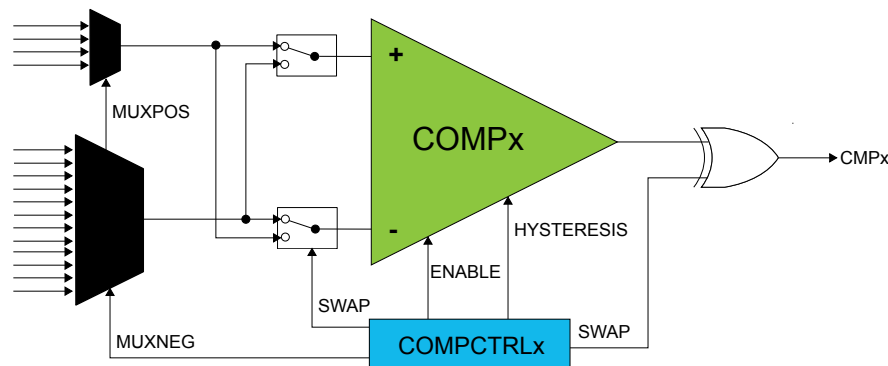 MUXPOS
+
COMPx
CMPx
-
HYSTERESIS
ENABLE
SWAP
SWAP
MUXNEG
COMPCTRLx